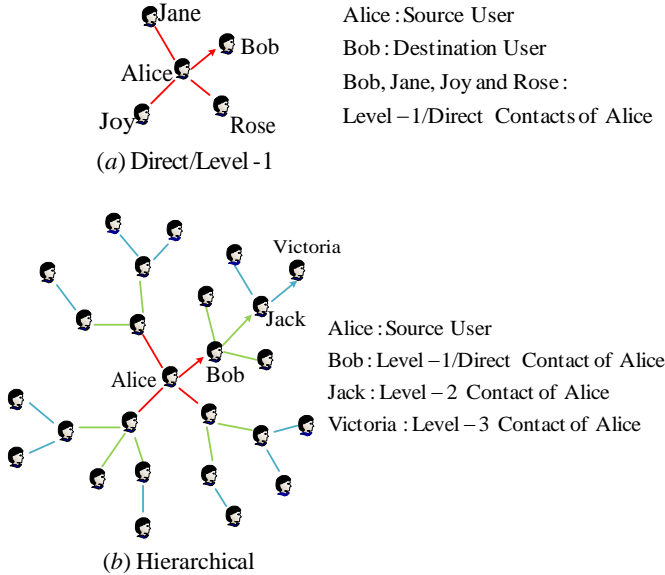 Jane
Bob
Alice
Joy
Rose
(a) Direct/Level-1
Alice : Source User
Bob : Destination User
Bob, Jane, Joy and Rose :
Level−1/Direct Contacts of Alice
Victoria
Jack
Bob
Alice
(b) Hierarchical
Alice : Source User
Bob : Level−1/Direct Contact of Alice
Jack : Level−2 Contact of Alice
Victoria : Level−3 Contact of Alice